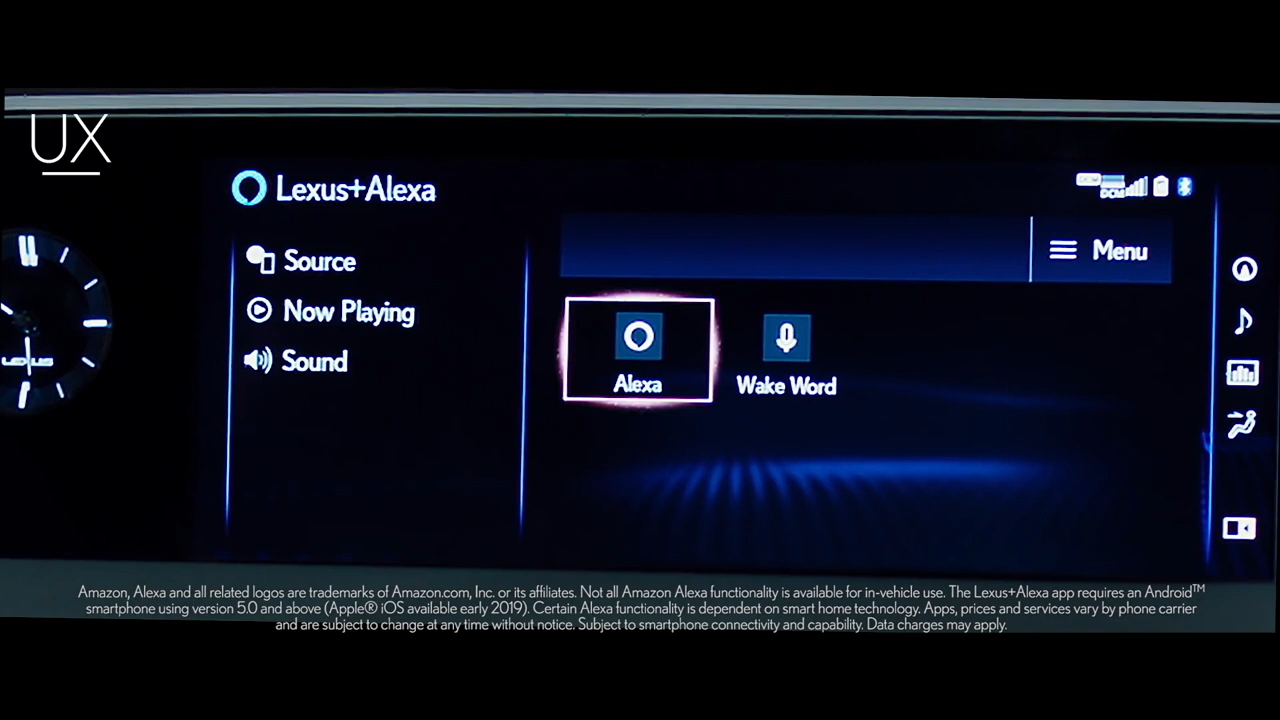 UX
Lexus+Alexa
DCM
Source
Now Playing
Sound
Menu
Alexa
Wake Word
LEXUS
Amazon, Alexa and all related logos are trademarks of Amazon.com, Inc. or its affiliates. Not all Amazon Alexa functionality is available for in-vehicle use. The Lexus+Alexa app requires an Android™
smartphone using version 5.0 and above (Apple® iOS available early 2019). Certain Alexa functionality is dependent on smart home technology. Apps, prices and services vary by phone carrier
and are subject to change at any time without notice. Subject to smartphone connectivity and capability. Data charges may apply.